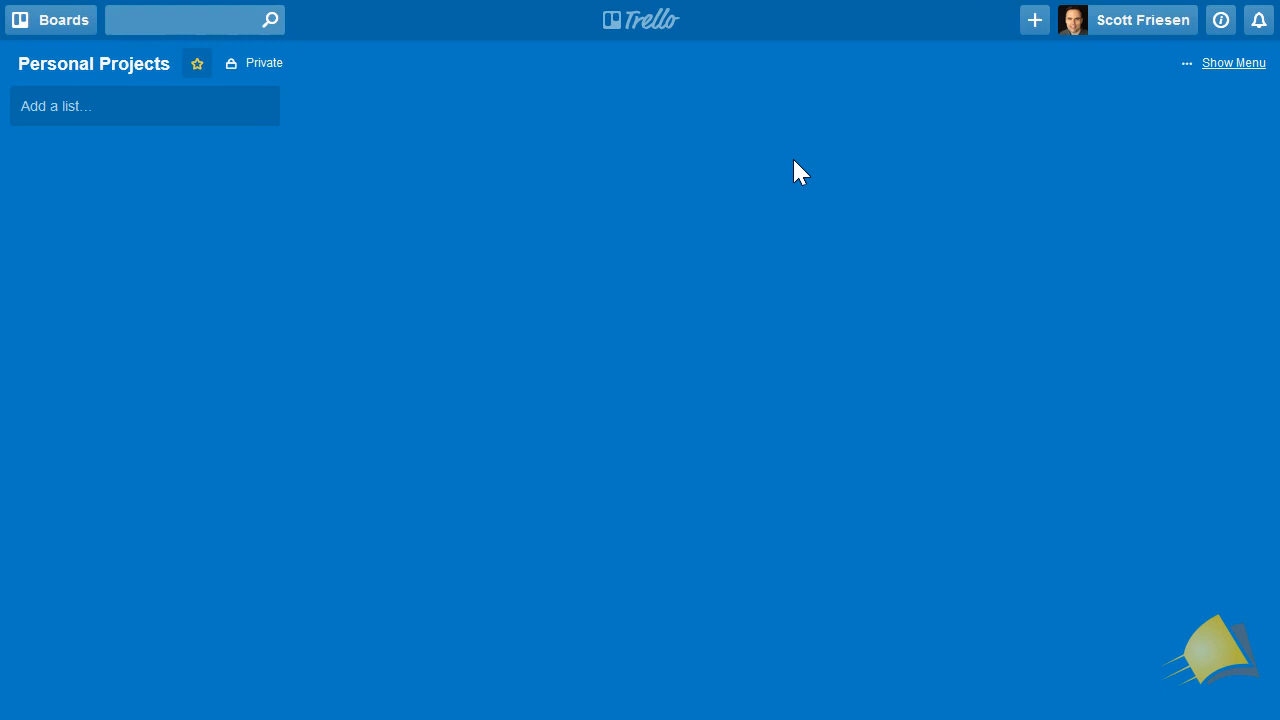 Boards
Trello
Scott Friesen
Personal Projects
Private
Show Menu
Add a list...